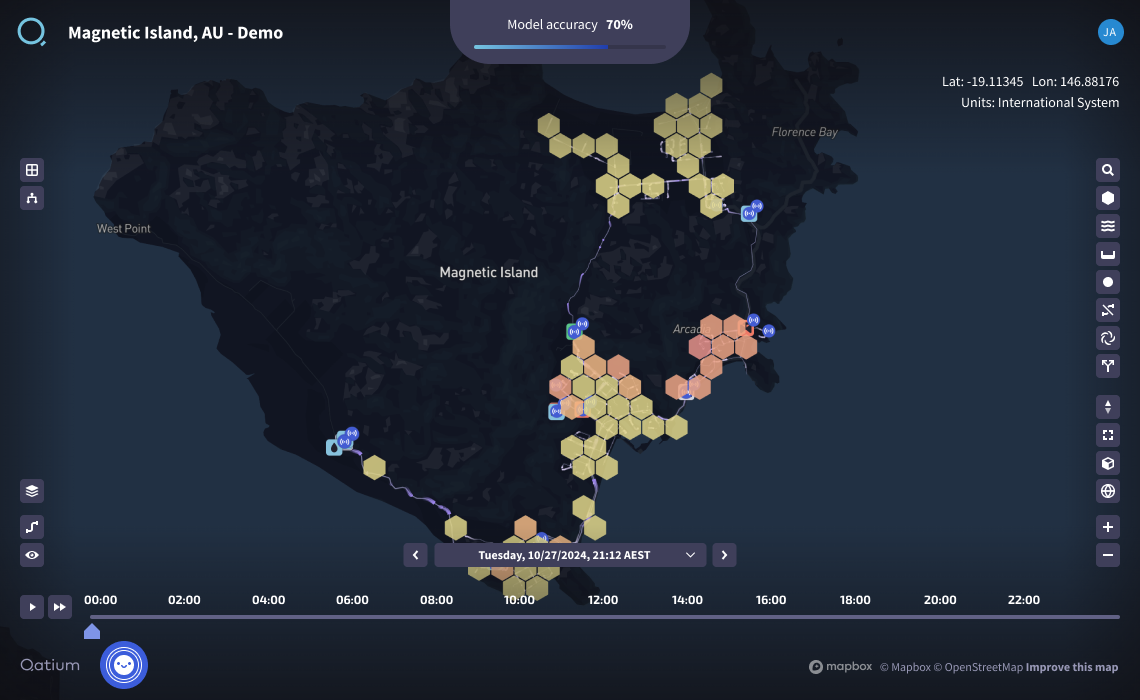 Model accuracy 70%
Magnetic Island, AU - Demo
JA
Lat: -19.11345 Lon: 146.88176
Units: International System
Florence Bay
West Point
Magnetic Island
Arcadia
Tuesday, 10/27/2024, 21:12 AEST
00:00 02:00 04:00 06:00 08:00 10:00 12:00 14:00 16:00 18:00 20:00 22:00
Qatium
mapbox © Mapbox © OpenStreetMap Improve this map